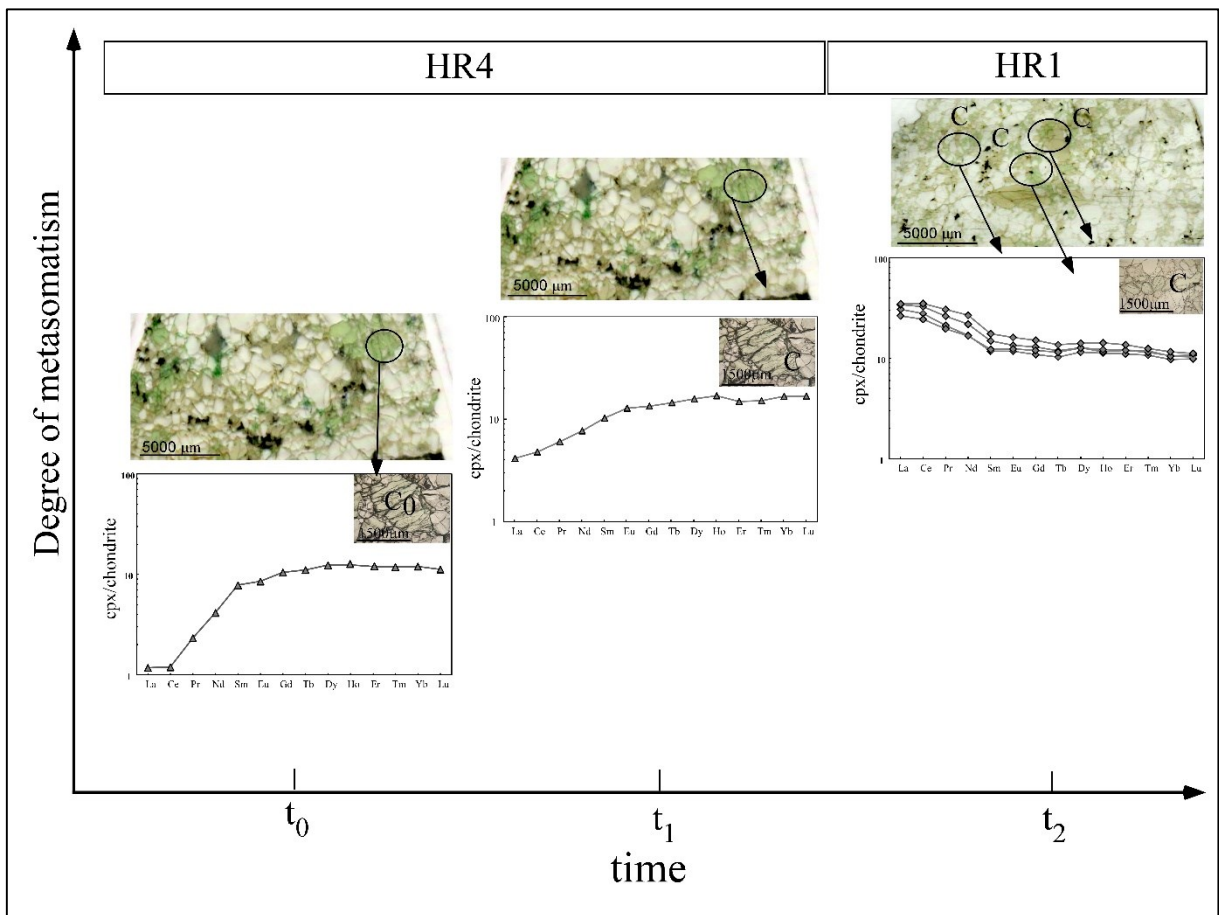 HR4
HR1
Degree of metasomatism
C
C
C
5000 μm
100
10
1
cpx/chondrite
C
1500μm
La Ce Pr Nd Sm Eu Gd Tb Dy Ho Er Tm Yb Lu
5000 μm
100
10
1
cpx/chondrite
C
1500μm
La Ce Pr Nd Sm Eu Gd Tb Dy Ho Er Tm Yb Lu
5000 μm
100
10
1
cpx/chondrite
C0
1500μm
La Ce Pr Nd Sm Eu Gd Tb Dy Ho Er Tm Yb Lu
t0
t1
t2
time